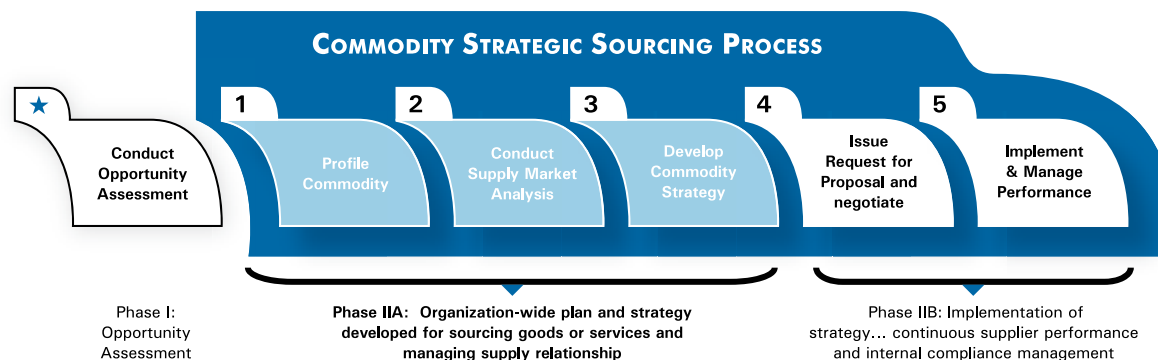 COMMODITY STRATEGIC SOURCING PROCESS
★
Conduct
Opportunity
Assessment
1
Profile
Commodity
2
Conduct
Supply Market
Analysis
3
Develop
Commodity
Strategy
4
Issue
Request for
Proposal and
negotiate
5
Implement
& Manage
Performance
Phase I:
Opportunity
Assessment
Phase IIA: Organization-wide plan and strategy
developed for sourcing goods or services and
managing supply relationship
Phase IIB: Implementation of
strategy... continuous supplier performance
and internal compliance management